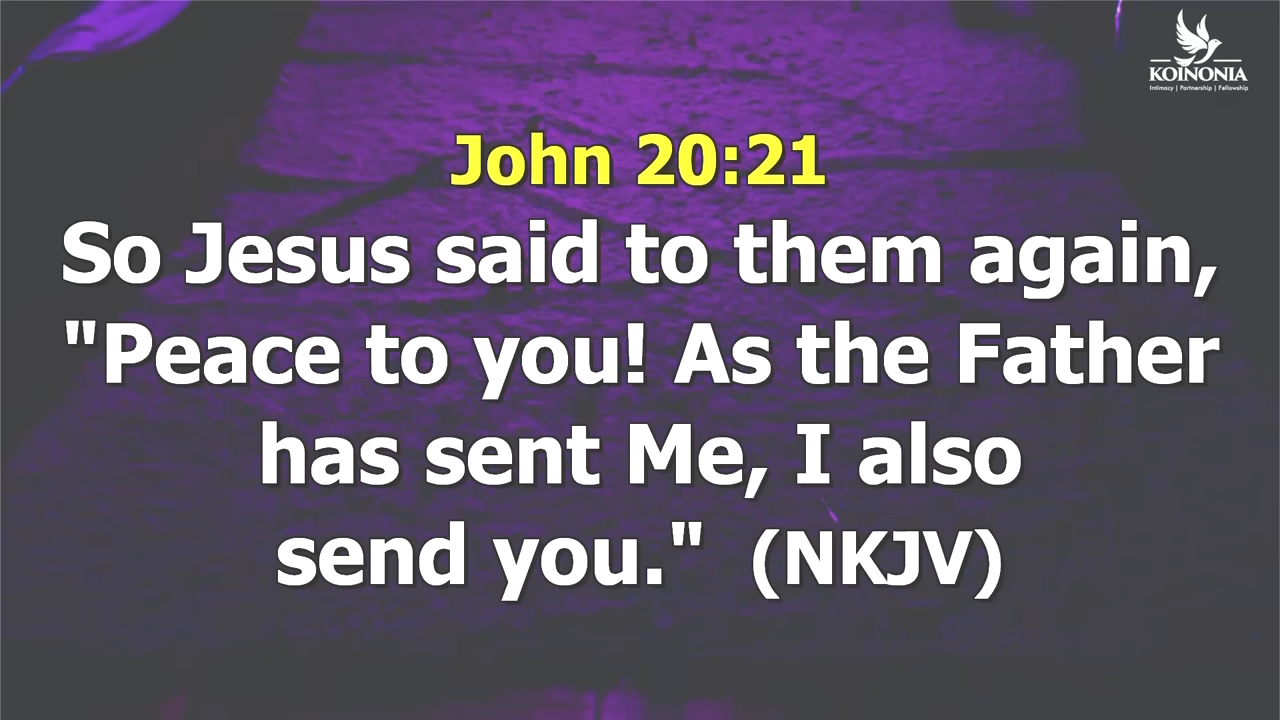 KOINONIA
Intimacy | Partnership | Fellowship
John 20:21
So Jesus said to them again,
"Peace to you! As the Father
has sent Me, I also
send you." (NKJV)